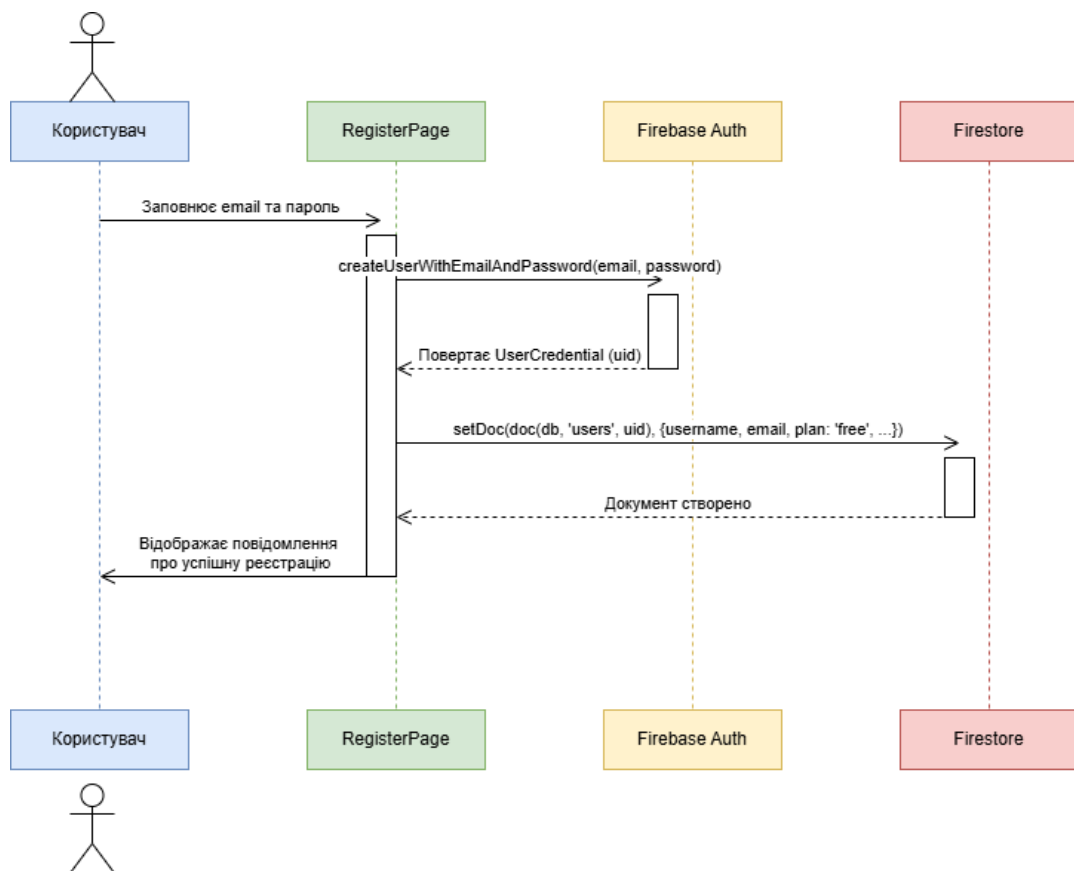 Користувач
RegisterPage
Firebase Auth
Firestore
Заповнює email та пароль
createUserWithEmailAndPassword(email, password)
Повертає UserCredential (uid)
setDoc(doc(db, 'users', uid), {username, email, plan: 'free', ...})
Документ створено
Відображає повідомлення
про успішну реєстрацію
Користувач
RegisterPage
Firebase Auth
Firestore